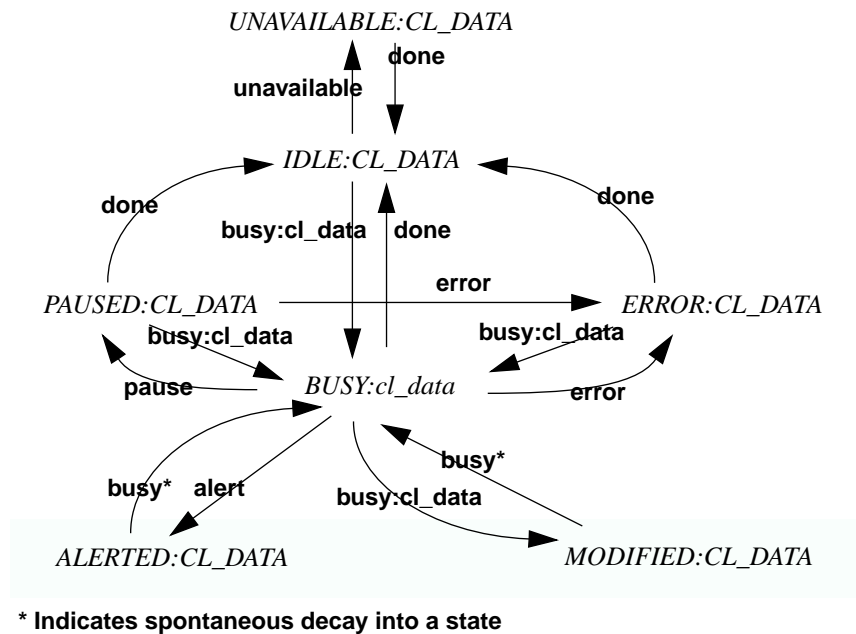 UNAVAILABLE:CL_DATA
done
unavailable
IDLE:CL_DATA
done
done
busy:cl_data
done
error
PAUSED:CL_DATA
ERROR:CL_DATA
busy:cl_data
busy:cl_data
pause
BUSY:cl_data
error
busy*
busy*
alert
busy:cl_data
ALERTED:CL_DATA
MODIFIED:CL_DATA
* Indicates spontaneous decay into a state